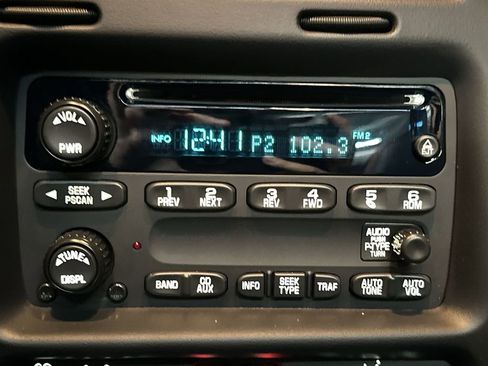 VOL
PWR
INFO 12:41 P2 102.3 FM2
SEEK
PSCAN
1 PREV
2 NEXT
3 REV
4 FWD
5
6 RDM
AUDIO
PUSH
P-TYPE
TURN
TUNE
DISPL
BAND
CD AUX
INFO
SEEK TYPE
TRAF
AUTO TONE
AUTO VOL